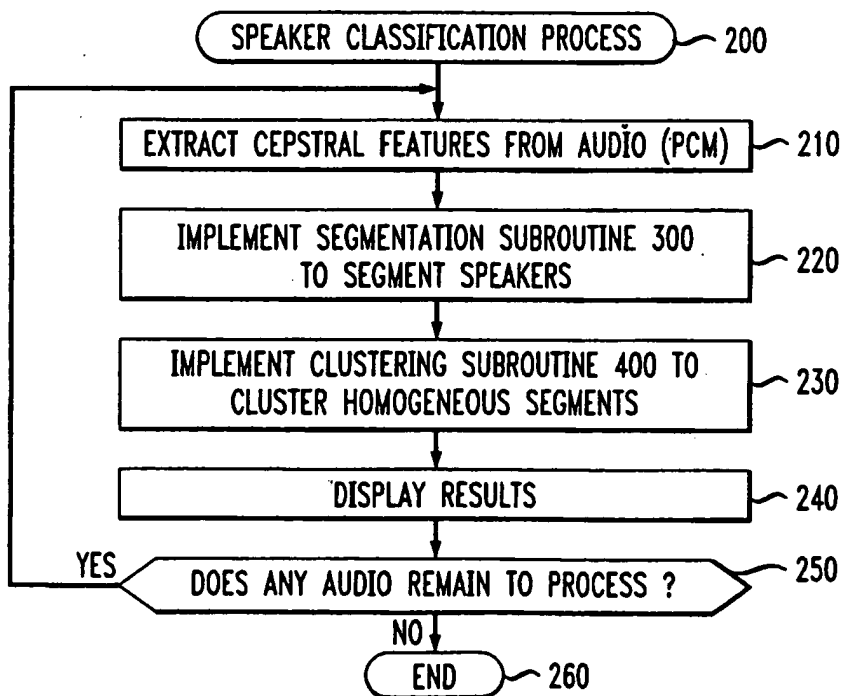 SPEAKER CLASSIFICATION PROCESS 200
EXTRACT CEPSTRAL FEATURES FROM AUDIO (PCM) 210
IMPLEMENT SEGMENTATION SUBROUTINE 300
TO SEGMENT SPEAKERS
220
IMPLEMENT CLUSTERING SUBROUTINE 400 TO
CLUSTER HOMOGENEOUS SEGMENTS
230
DISPLAY RESULTS 240
YES
DOES ANY AUDIO REMAIN TO PROCESS ? 250
NO
END 260